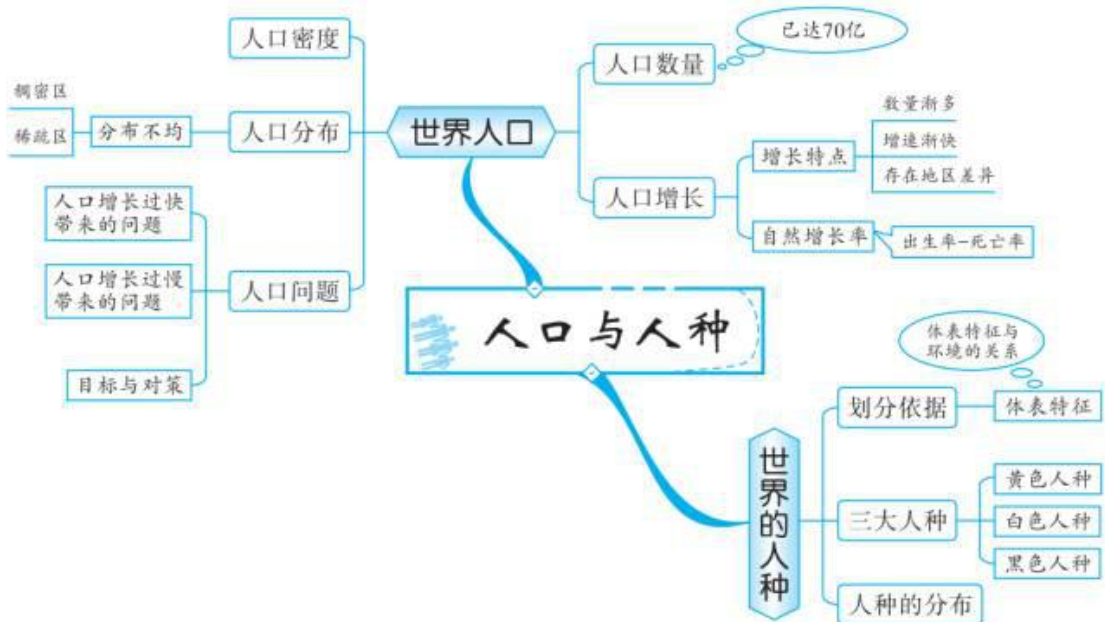 人口与人种
世界人口
人口密度
人口分布
分布不均
稠密区
稀疏区
人口问题
人口增长过快
带来的问题
人口增长过慢
带来的问题
目标与对策
人口数量
已达70亿
人口增长
增长特点
数量渐多
增速渐快
存在地区差异
自然增长率
出生率-死亡率
世界的人种
划分依据
体表特征
体表特征与
环境的关系
三大人种
黄色人种
白色人种
黑色人种
人种的分布